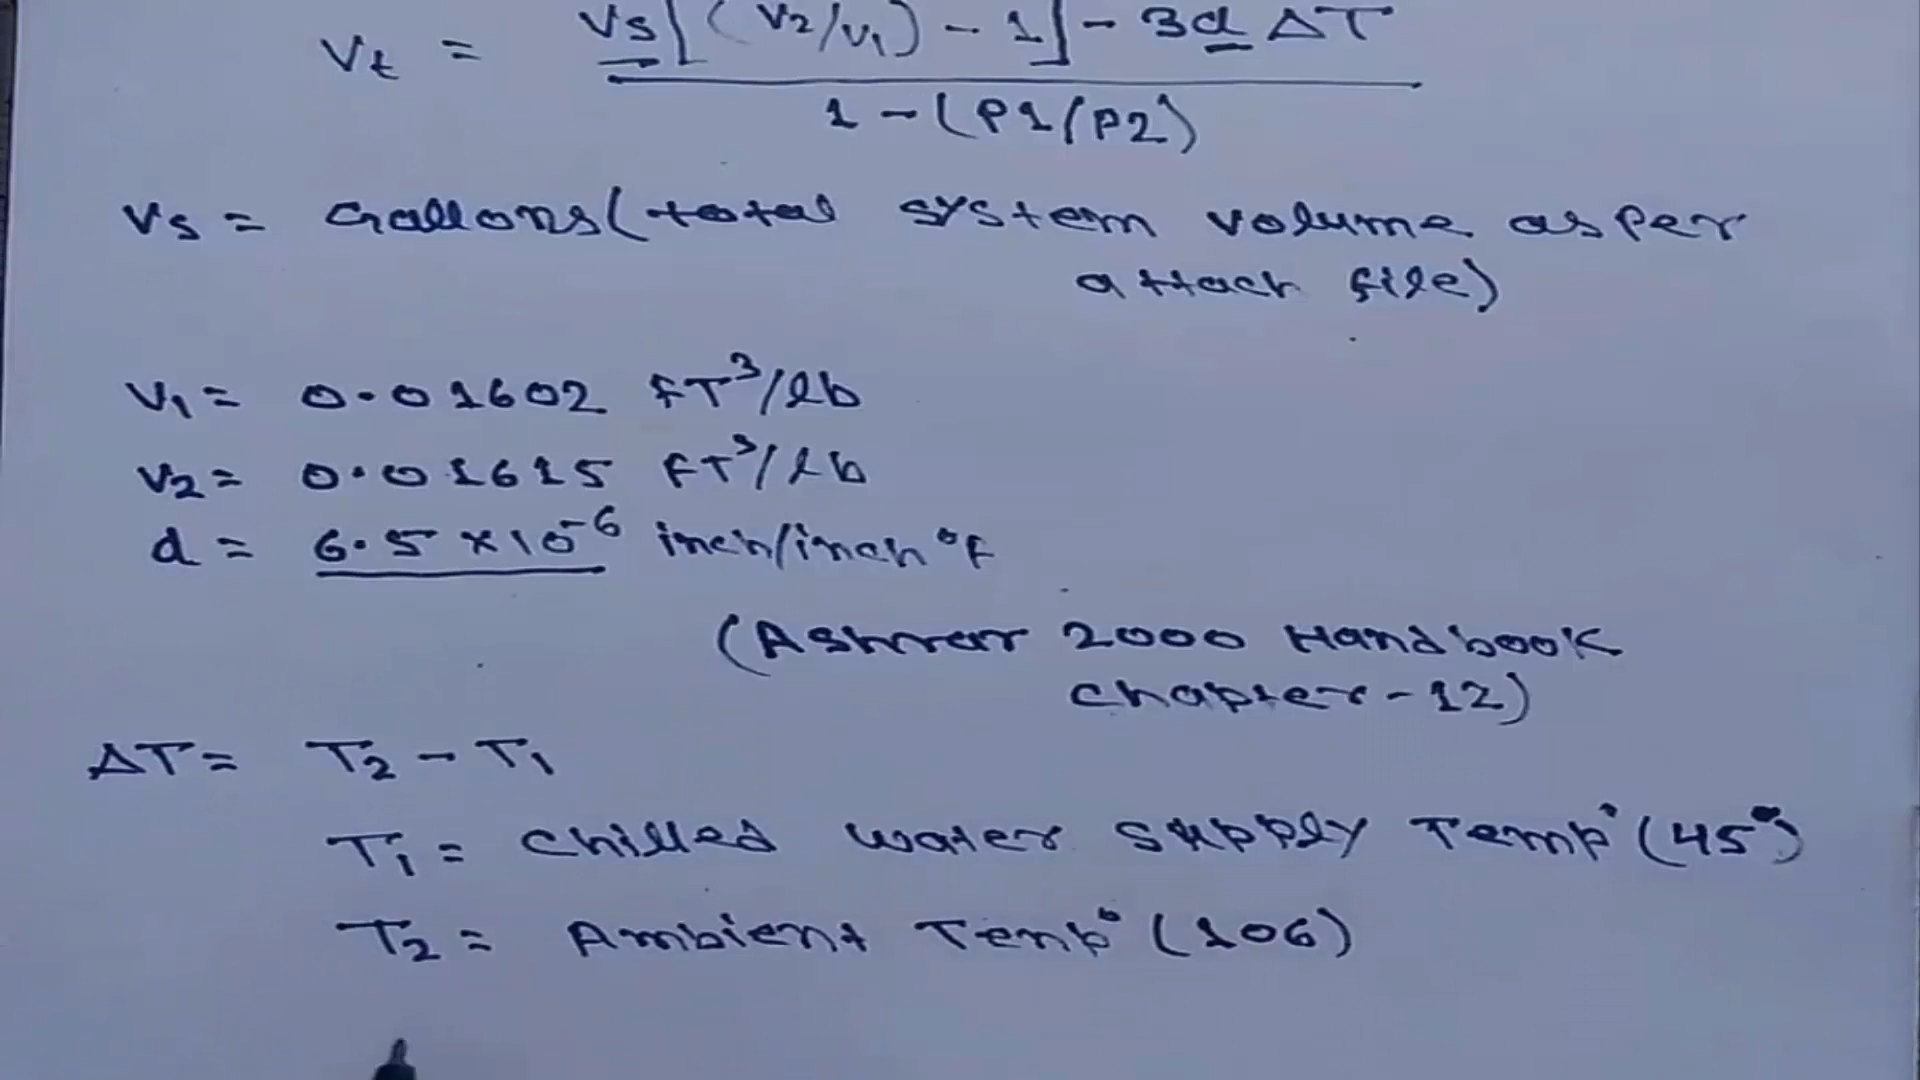 Vt = Vs[(V2/V1) - 1] - 3d ΔT
1 - (P1/P2)
Vs = Gallons (total system volume as per
attach file)
V1 = 0.01602 FT³/lb
V2 = 0.01615 FT³/lb
d = 6.5 × 10⁻⁶ inch/inch °F
(Ashrae 2000 Handbook
chapter-12)
ΔT = T2 - T1
T1 = Chilled water supply Temp (45°)
T2 = Ambient Temp (106)